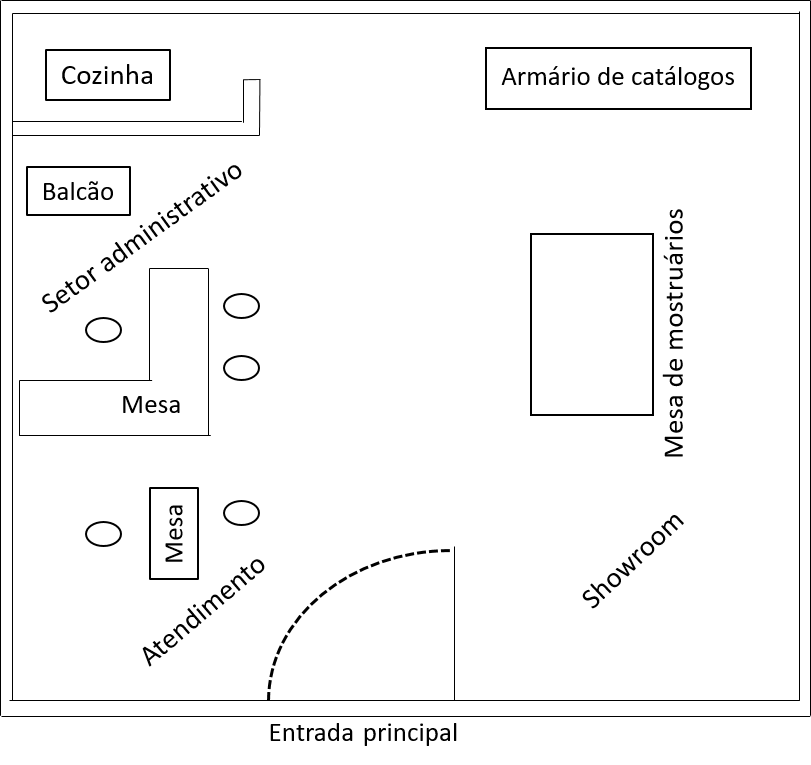 Cozinha
Armário de catálogos
Balcão
Setor administrativo
Mesa de mostruários
Mesa
Mesa
Atendimento
Showroom
Entrada principal